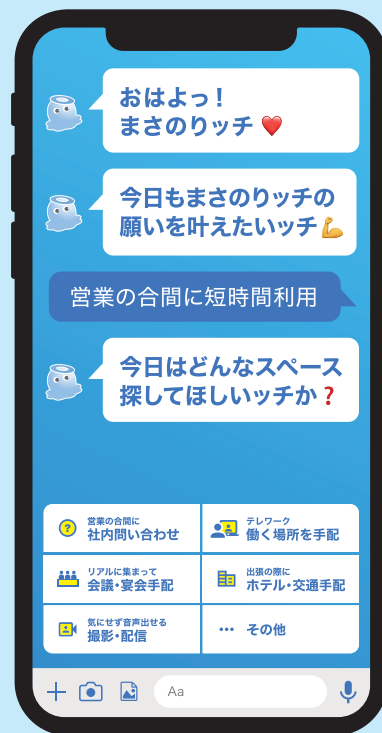 おはよっ！
まさのりッチ ❤️
今日もまさのりッチの
願いを叶えたいッチ💪
営業の合間に短時間利用
今日はどんなスペース
探してほしいッチか❓
営業の合間に
社内問い合わせ
テレワーク
働く場所を手配
リアルに集まって
会議・宴会手配
出張の際に
ホテル・交通手配
気にせず音声出せる
撮影・配信
… その他
Aa